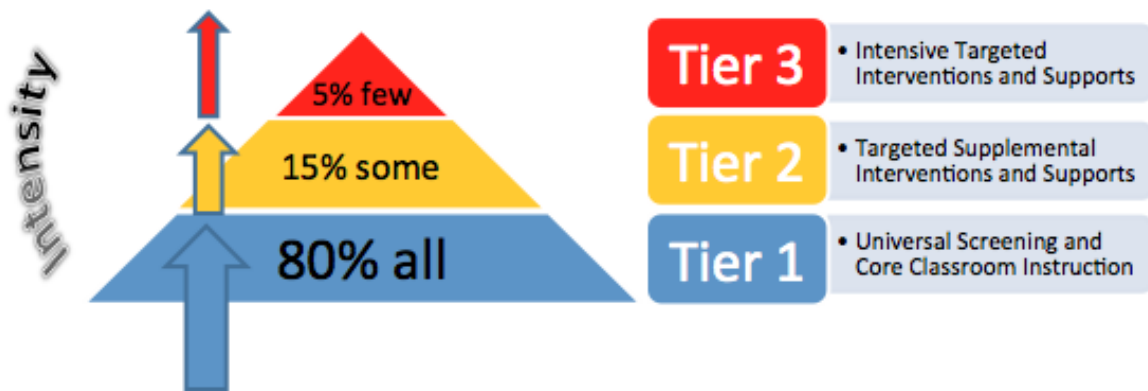 Intensity
5% few
15% some
80% all
Tier 3
• Intensive Targeted
Interventions and Supports
Tier 2
• Targeted Supplemental
Interventions and Supports
Tier 1
• Universal Screening and
Core Classroom Instruction